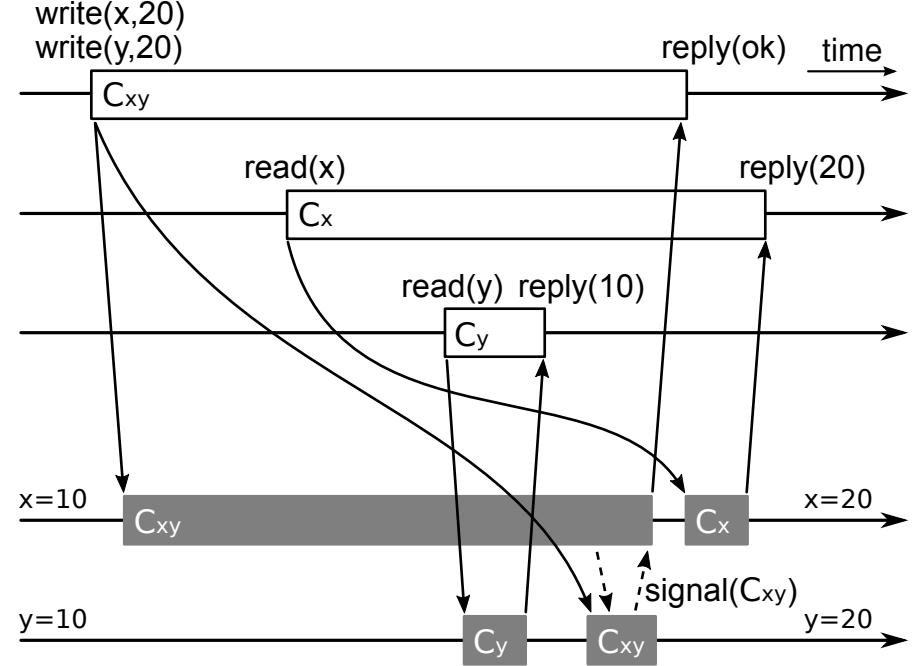 write(x,20)
write(y,20)
reply(ok)
time
Cxy
read(x)
reply(20)
Cx
read(y)
reply(10)
Cy
x=10
Cxy
Cx
x=20
signal(Cxy)
y=10
Cy
Cxy
y=20